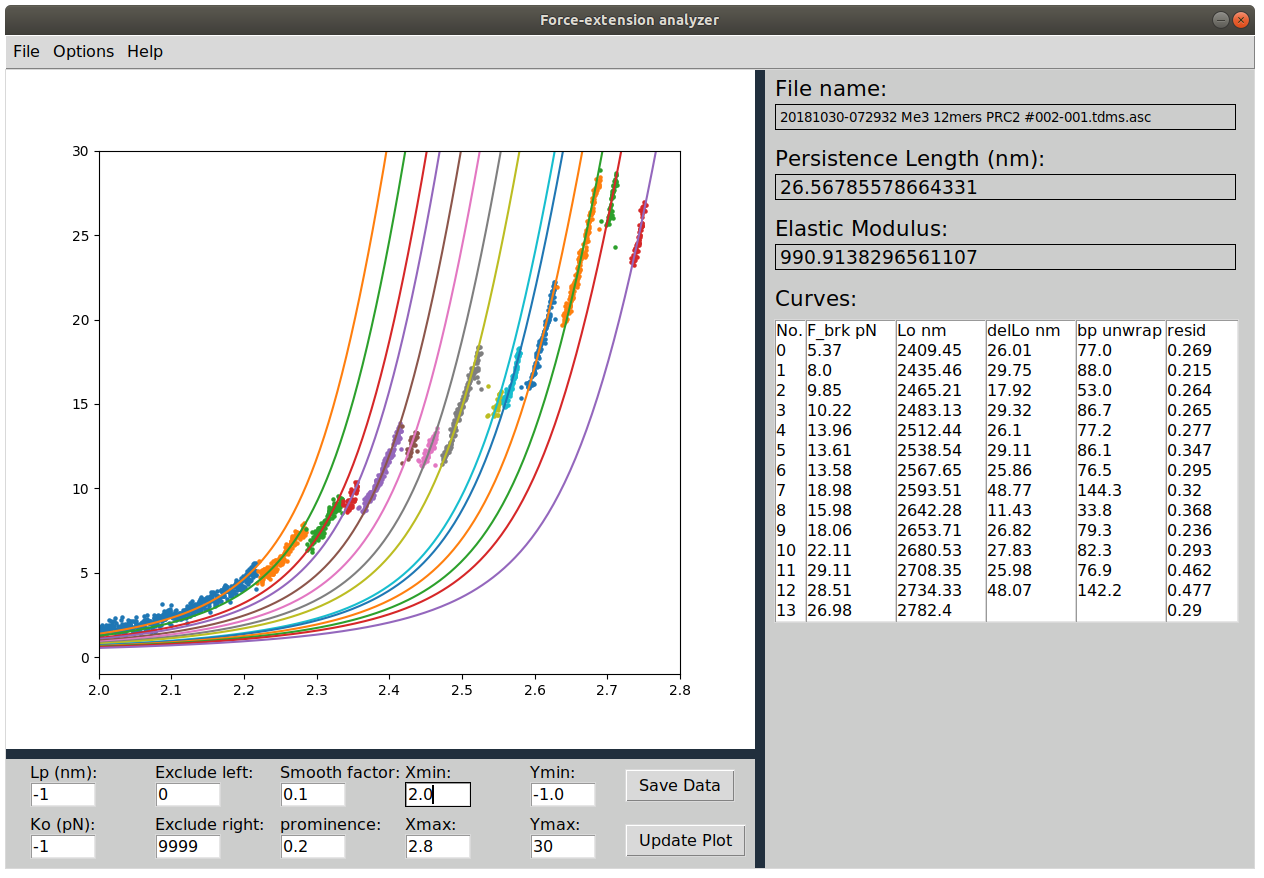 Force-extension analyzer
File Options Help
30
25
20
15
10
5
0
2.0 2.1 2.2 2.3 2.4 2.5 2.6 2.7 2.8
File name:
20181030-072932 Me3 12mers PRC2 #002-001.tdms.asc
Persistence Length (nm):
26.56785578664331
Elastic Modulus:
990.9138296561107
Curves:
No. F_brk pN Lo nm delLo nm bp unwrap resid
0 5.37 2409.45 26.01 77.0 0.269
1 8.0 2435.46 29.75 88.0 0.215
2 9.85 2465.21 17.92 53.0 0.264
3 10.22 2483.13 29.32 86.7 0.265
4 13.96 2512.44 26.1 77.2 0.277
5 13.61 2538.54 29.11 86.1 0.347
6 13.58 2567.65 25.86 76.5 0.295
7 18.98 2593.51 48.77 144.3 0.32
8 15.98 2642.28 11.43 33.8 0.368
9 18.06 2653.71 26.82 79.3 0.236
10 22.11 2680.53 27.83 82.3 0.293
11 29.11 2708.35 25.98 76.9 0.462
12 28.51 2734.33 48.07 142.2 0.477
13 26.98 2782.4 0.29
Lp (nm): Exclude left: Smooth factor: Xmin: Ymin:
-1 0 0.1 2.0 -1.0 Save Data
Ko (pN): Exclude right: prominence: Xmax: Ymax:
-1 9999 0.2 2.8 30 Update Plot